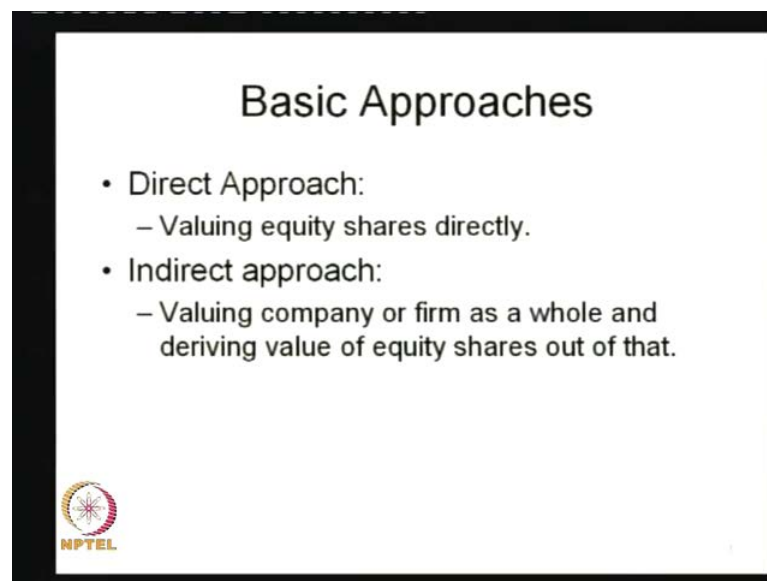 Basic Approaches
• Direct Approach:
– Valuing equity shares directly.
• Indirect approach:
– Valuing company or firm as a whole and
deriving value of equity shares out of that.
NPTEL